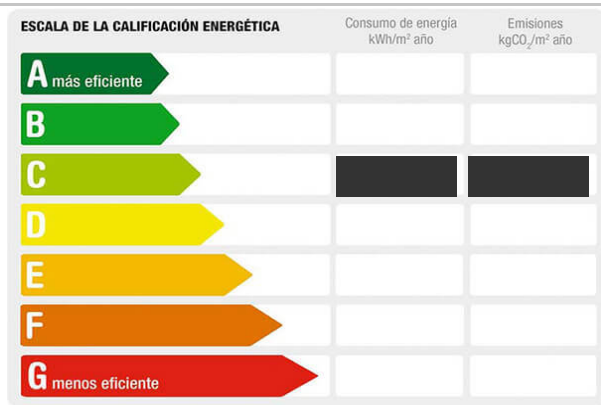 ESCALA DE LA CALIFICACIÓN ENERGÉTICA
Consumo de energía
kWh/m² año
Emisiones
kgCO₂/m² año
A más eficiente
B
C
D
E
F
G menos eficiente